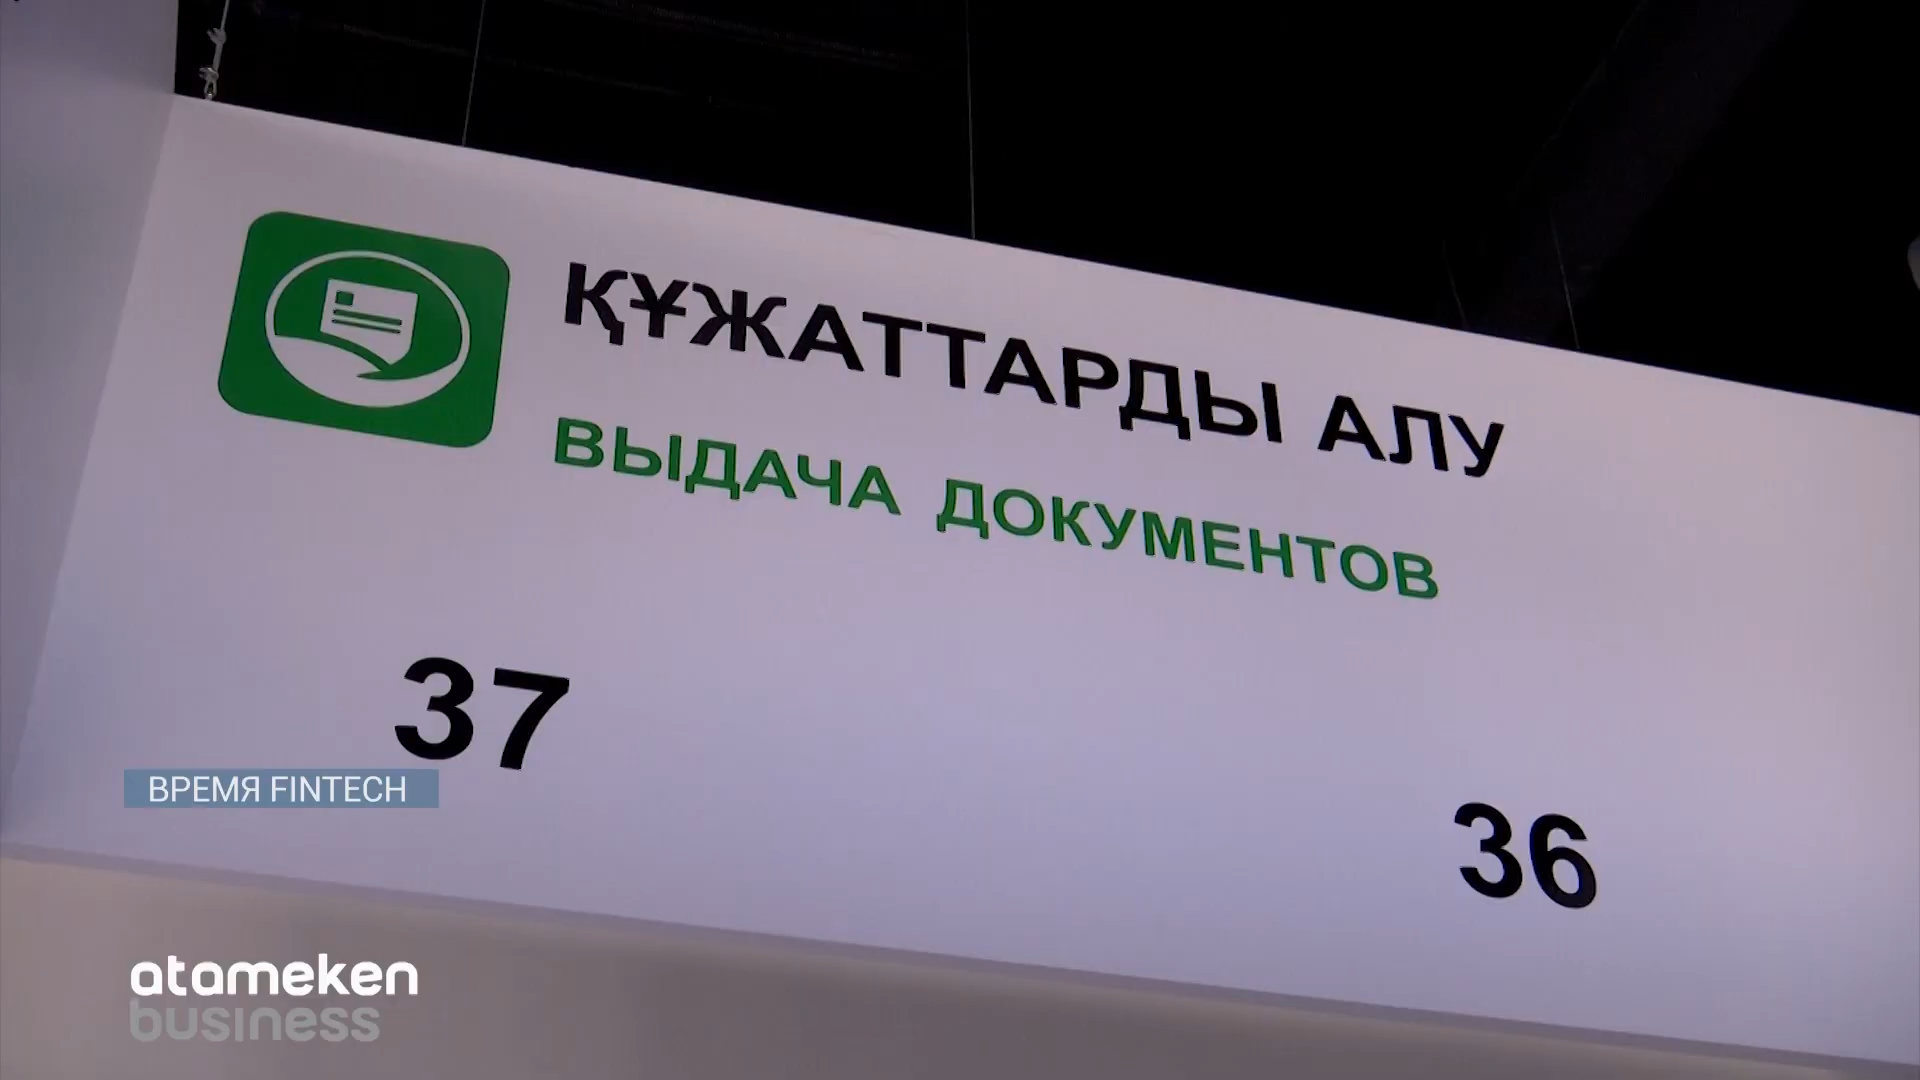 ҚҰЖАТТАРДЫ АЛУ
ВЫДАЧА ДОКУМЕНТОВ
37
36
ВРЕМЯ FINTECH
atameken
business